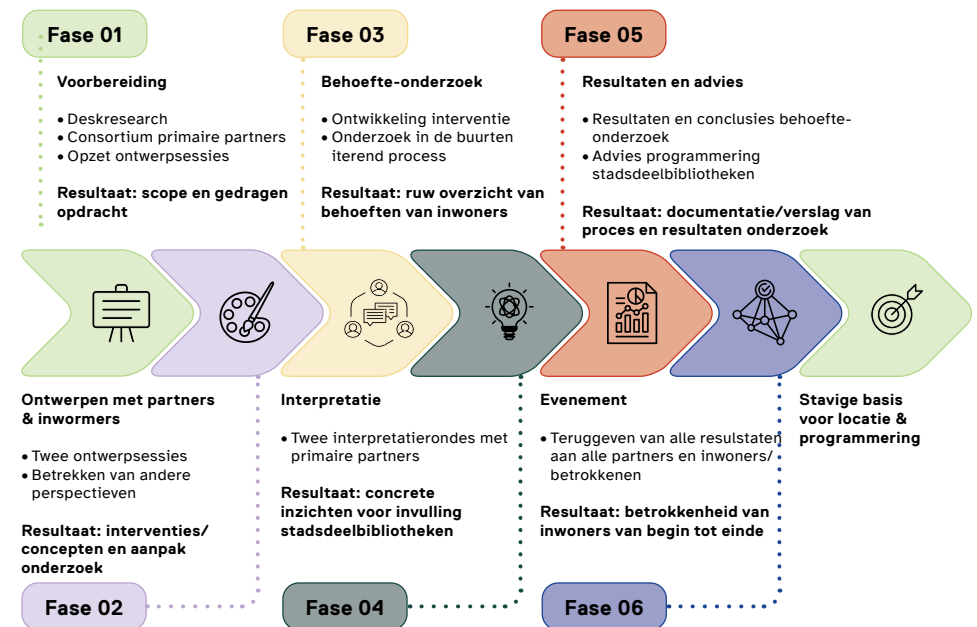 Fase 01
Voorbereiding
• Deskresearch
• Consortium primaire partners
• Opzet ontwerpsessies
Resultaat: scope en gedragen
opdracht
Fase 03
Behoefte-onderzoek
• Ontwikkeling interventie
• Onderzoek in de buurten
iterend process
Resultaat: ruw overzicht van
behoeften van inwoners
Fase 05
Resultaten en advies
• Resultaten en conclusies behoefte-
onderzoek
• Advies programmering
stadsdeelbibliotheken
Resultaat: documentatie/verslag van
proces en resultaten onderzoek
Ontwerpen met partners
& inwormers
• Twee ontwerpsessies
• Betrekken van andere
perspectieven
Resultaat: interventies/
concepten en aanpak
onderzoek
Fase 02
Interpretatie
• Twee interpretatierondes met
primaire partners
Resultaat: concrete
inzichten voor invulling
stadsdeelbibliotheken
Fase 04
Evenement
• Teruggeven van alle resulstaten
aan alle partners en inwoners/
betrokkenen
Resultaat: betrokkenheid van
inwoners van begin tot einde
Fase 06
Stavige basis
voor locatie &
programmering